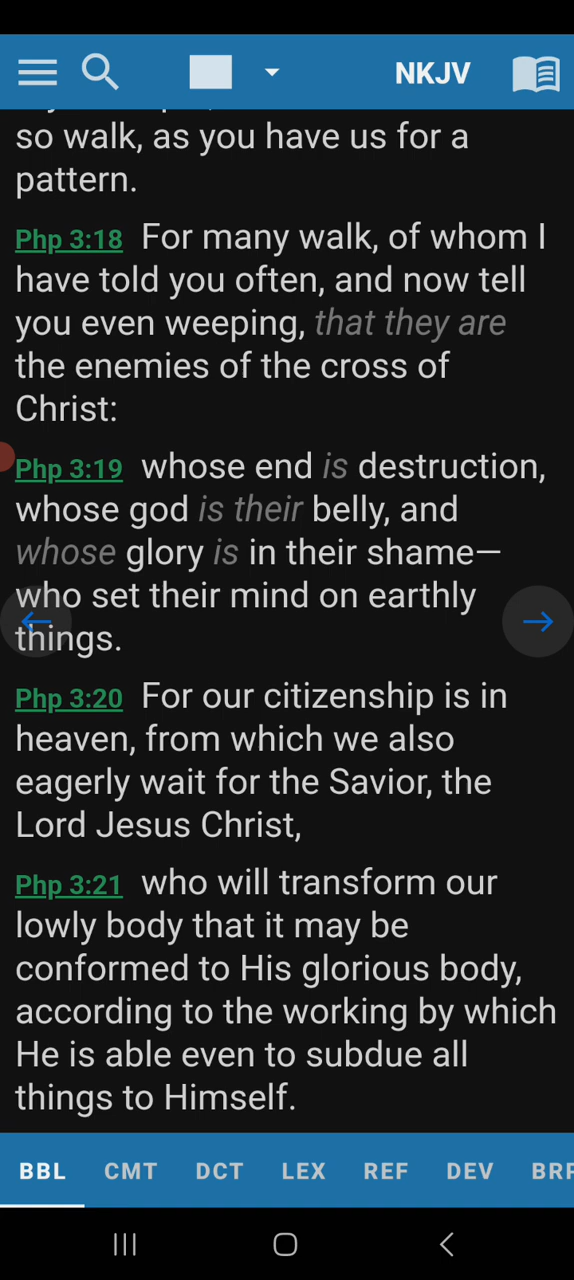 NKJV
so walk, as you have us for a
pattern.
Php 3:18 For many walk, of whom I
have told you often, and now tell
you even weeping, that they are
the enemies of the cross of
Christ:
Php 3:19 whose end is destruction,
whose god is their belly, and
whose glory is in their shame—
who set their mind on earthly
things.
Php 3:20 For our citizenship is in
heaven, from which we also
eagerly wait for the Savior, the
Lord Jesus Christ,
Php 3:21 who will transform our
lowly body that it may be
conformed to His glorious body,
according to the working by which
He is able even to subdue all
things to Himself.
BBL CMT DCT LEX REF DEV